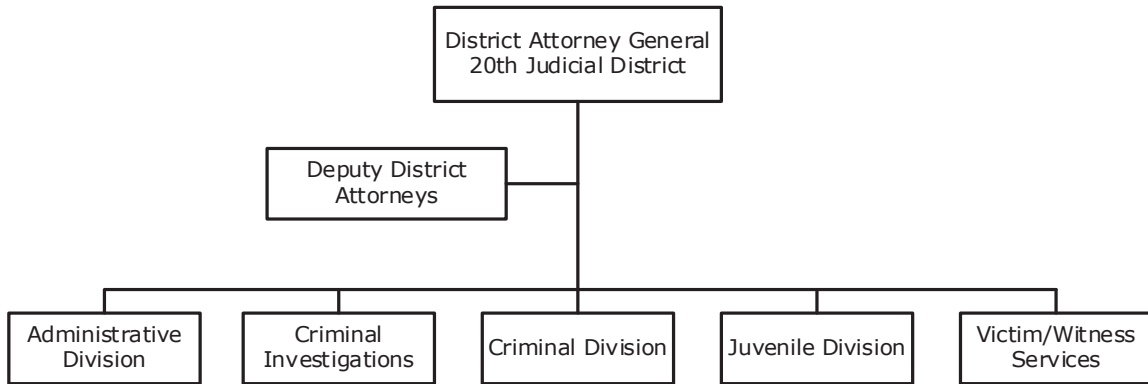 District Attorney General
20th Judicial District
Deputy District
Attorneys
Administrative
Division
Criminal
Investigations
Criminal Division
Juvenile Division
Victim/Witness
Services